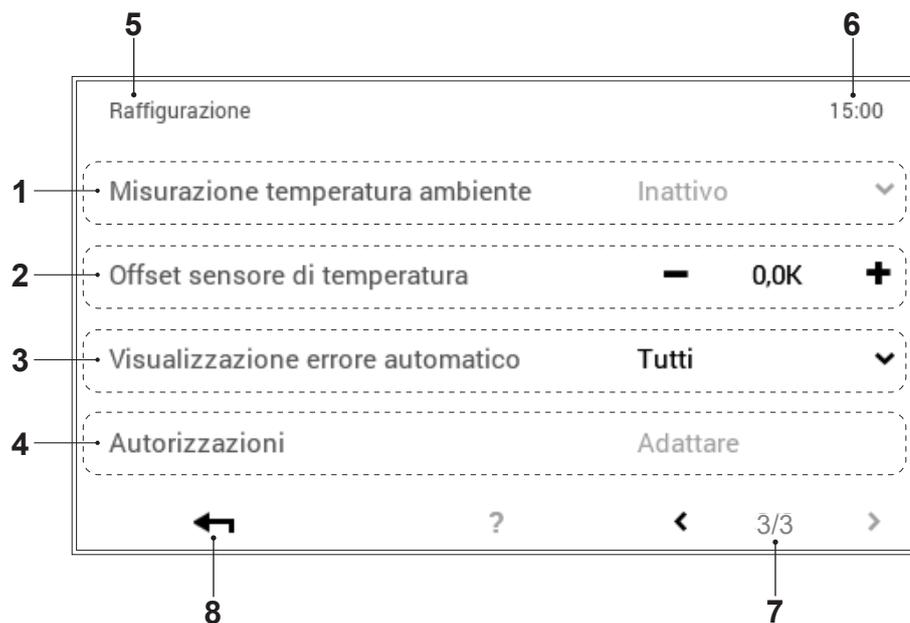 5 6
Raffigurazione 15:00
1 Misurazione temperatura ambiente Inattivo
2 Offset sensore di temperatura − 0,0K +
3 Visualizzazione errore automatico Tutti
4 Autorizzazioni Adattare
? < 3/3 >
8 7